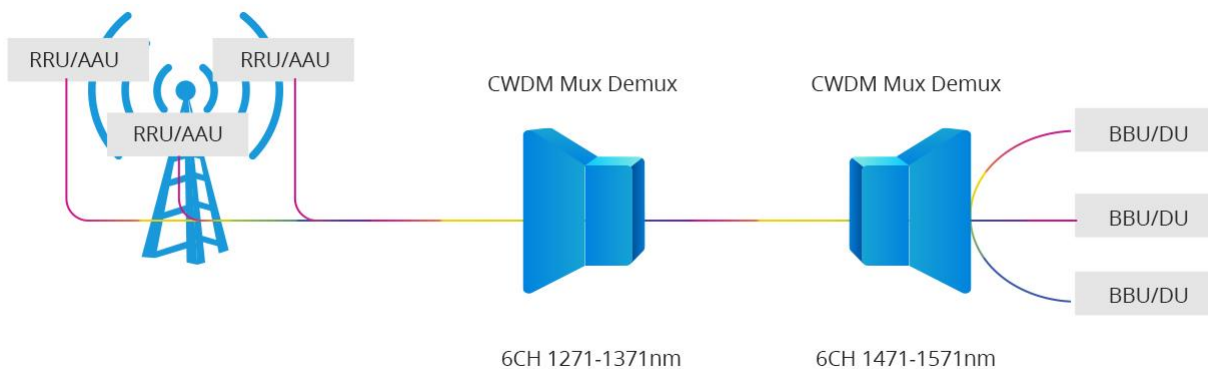 RRU/AAU
RRU/AAU
RRU/AAU
CWDM Mux Demux
CWDM Mux Demux
BBU/DU
BBU/DU
BBU/DU
6CH 1271-1371nm
6CH 1471-1571nm